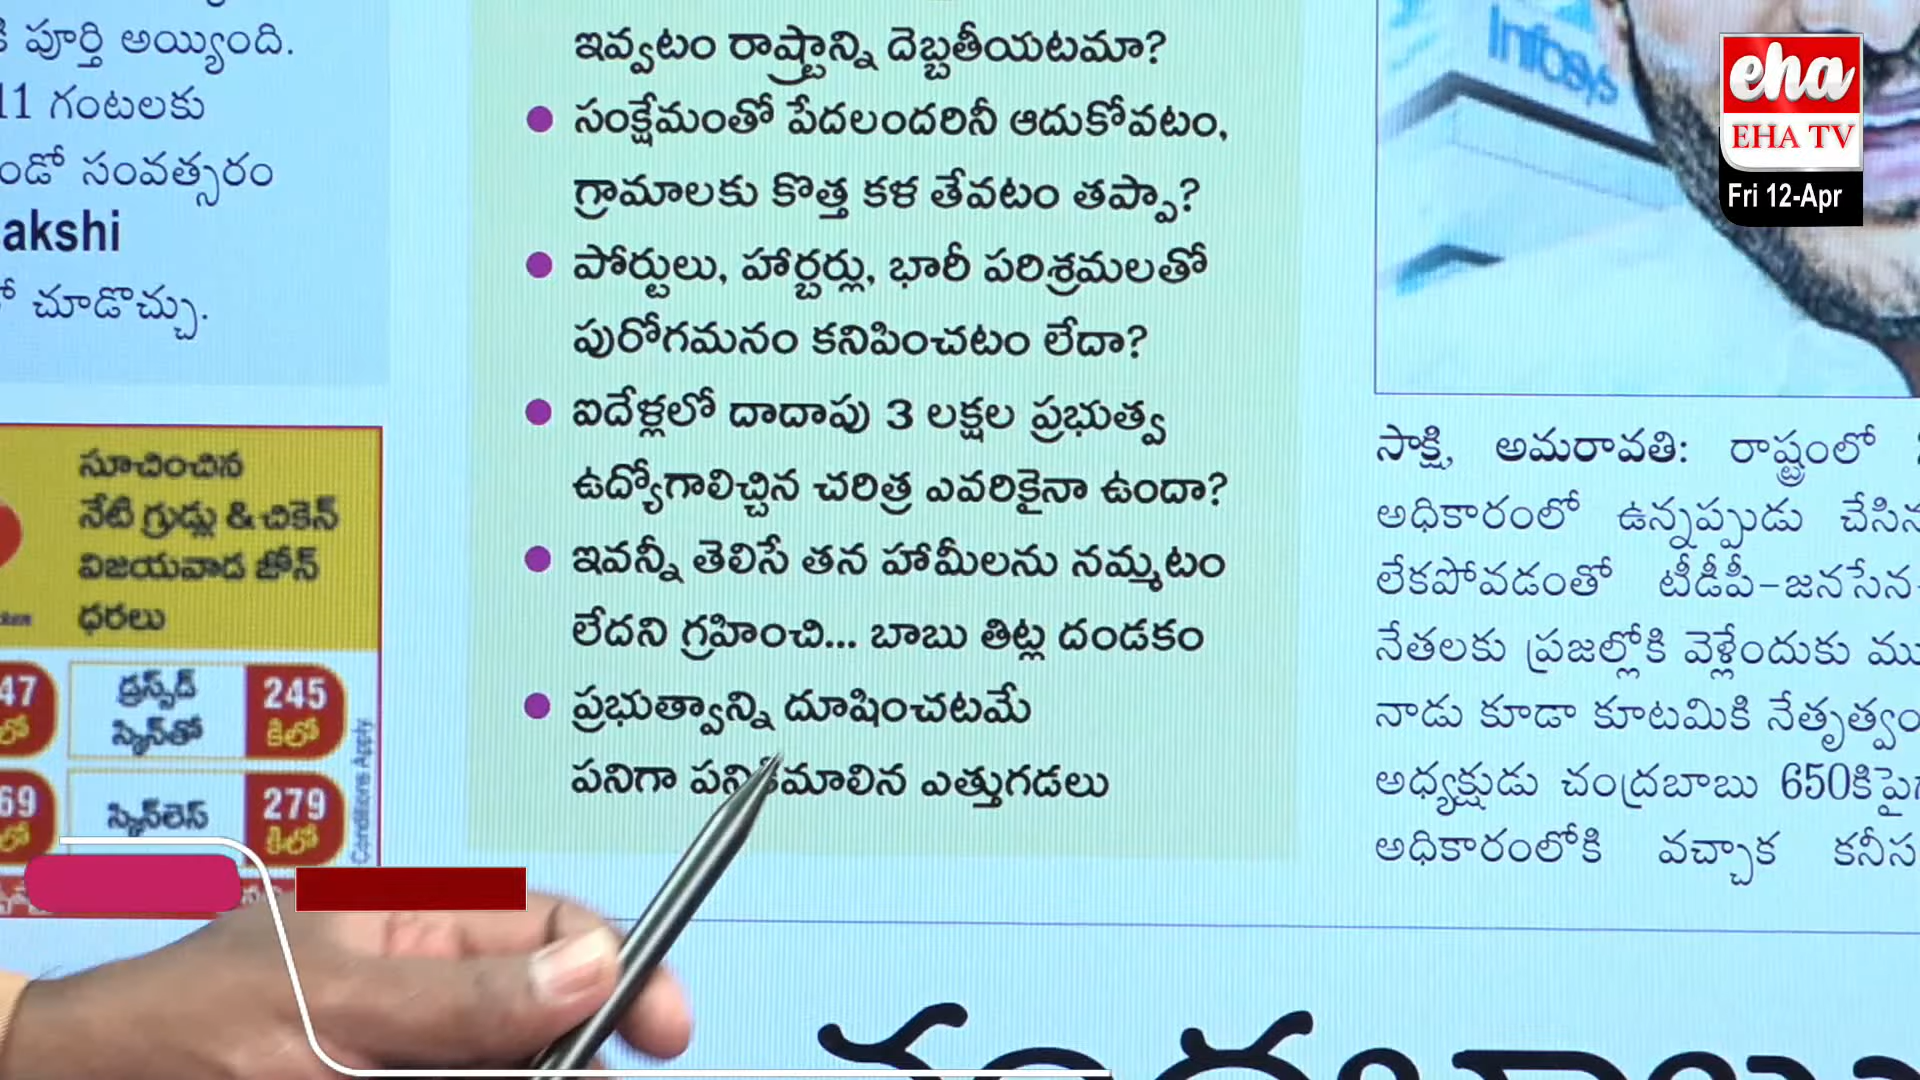 పూర్తి అయ్యింది.
11 గంటలకు
సంవత్సరం
akshi
చూడొచ్చు.
సూచించిన
నేటి గ్రుడ్లు & చికెన్
విజయవాడ జోన్
ధరలు
47
డ్రస్స్‌డ్
స్కిన్‌తో
245
కిలో
69
స్కిన్‌లెస్
279
కిలో
Conditions Apply
ఇవ్వటం రాష్ట్రాన్ని దెబ్బతీయటమా?
● సంక్షేమంతో పేదలందరినీ ఆదుకోవటం,
గ్రామాలకు కొత్త కళ తేవటం తప్పా?
● పోర్టులు, హార్బర్లు, భారీ పరిశ్రమలతో
పురోగమనం కనిపించటం లేదా?
● ఐదేళ్లలో దాదాపు 3 లక్షల ప్రభుత్వ
ఉద్యోగాలిచ్చిన చరిత్ర ఎవరికైనా ఉందా?
● ఇవన్నీ తెలిసే తన హామీలను నమ్మటం
లేదని గ్రహించి... బాబు తిట్ల దండకం
● ప్రభుత్వాన్ని దూషించటమే
పనిగా పనికిమాలిన ఎత్తుగడలు
Infosys
eha
EHA TV
Fri 12-Apr
సాక్షి, అమరావతి: రాష్ట్రంలో
అధికారంలో ఉన్నప్పుడు చేసిన
లేకపోవడంతో టీడీపీ-జనసేన-
నేతలకు ప్రజల్లోకి వెళ్లేందుకు
నాడు కూడా కూటమికి నేతృత్వం
అధ్యక్షుడు చంద్రబాబు 650కిపైగా
అధికారంలోకి వచ్చాక